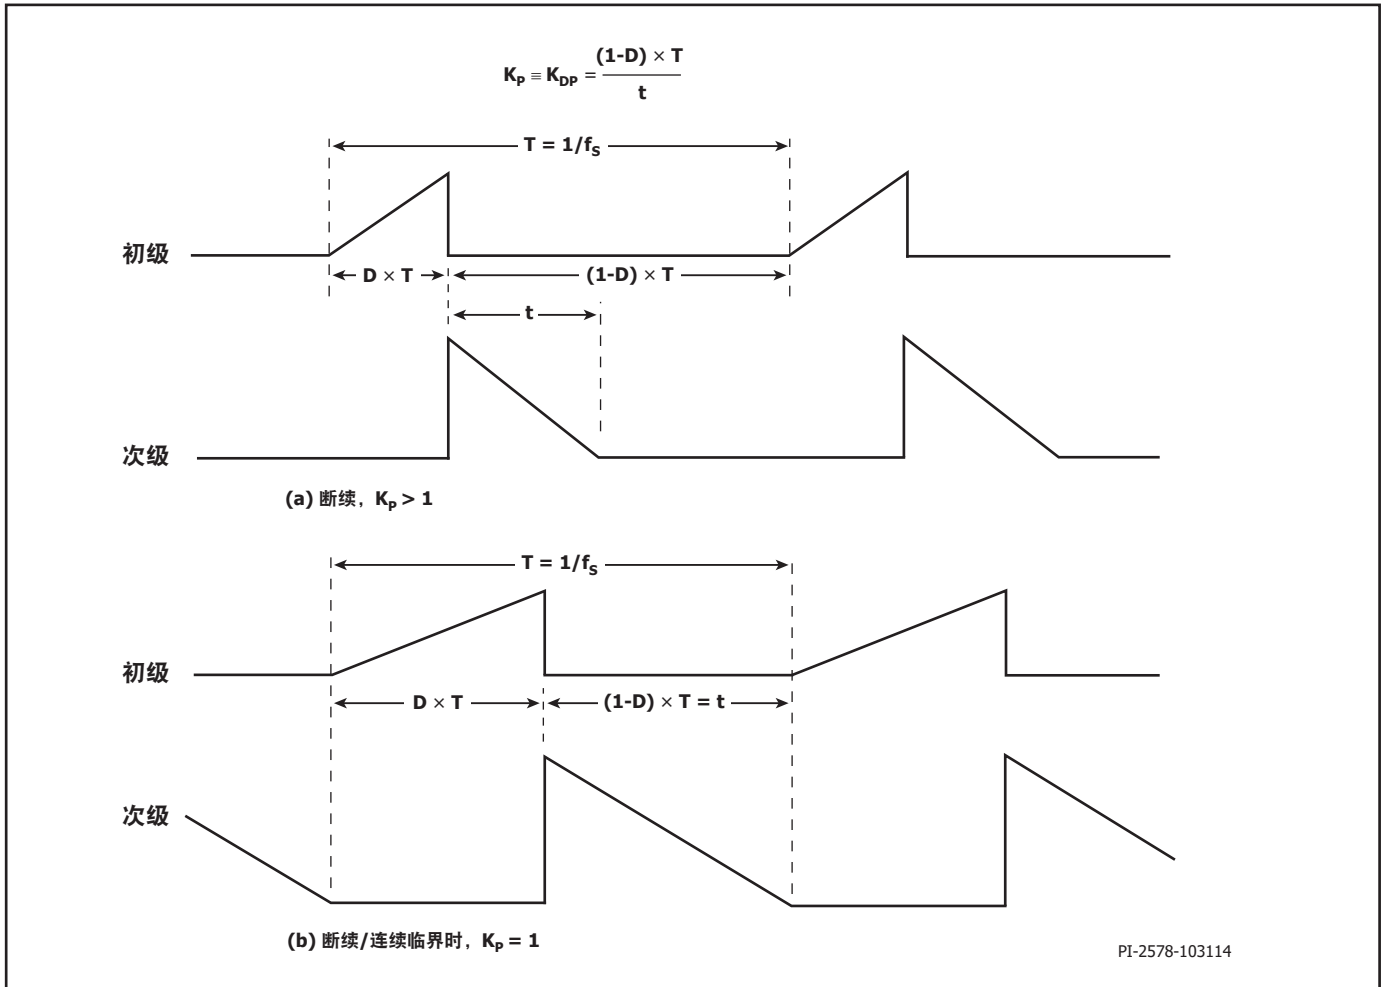 K_P ≡ K_DP = (1-D) × T / t
T = 1/f_S
初级
D × T
(1-D) × T
t
次级
(a) 断续，K_P > 1
T = 1/f_S
初级
D × T
(1-D) × T = t
次级
(b) 断续/连续临界时，K_P = 1
PI-2578-103114